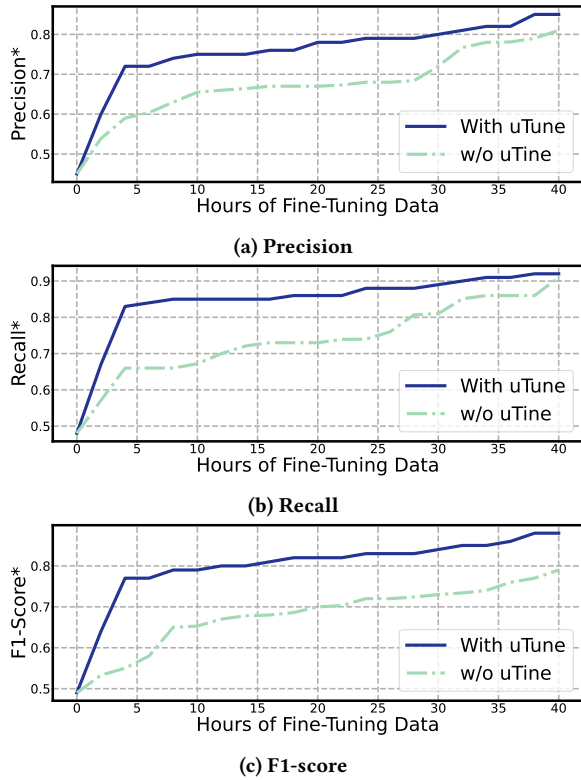 0.8
0.7
0.6
0.5
Precision*
With uTune
w/o uTine
0 5 10 15 20 25 30 35 40
Hours of Fine-Tuning Data
(a) Precision
0.9
0.8
0.7
0.6
0.5
Recall*
With uTune
w/o uTine
0 5 10 15 20 25 30 35 40
Hours of Fine-Tuning Data
(b) Recall
0.8
0.7
0.6
0.5
F1-Score*
With uTune
w/o uTine
0 5 10 15 20 25 30 35 40
Hours of Fine-Tuning Data
(c) F1-score